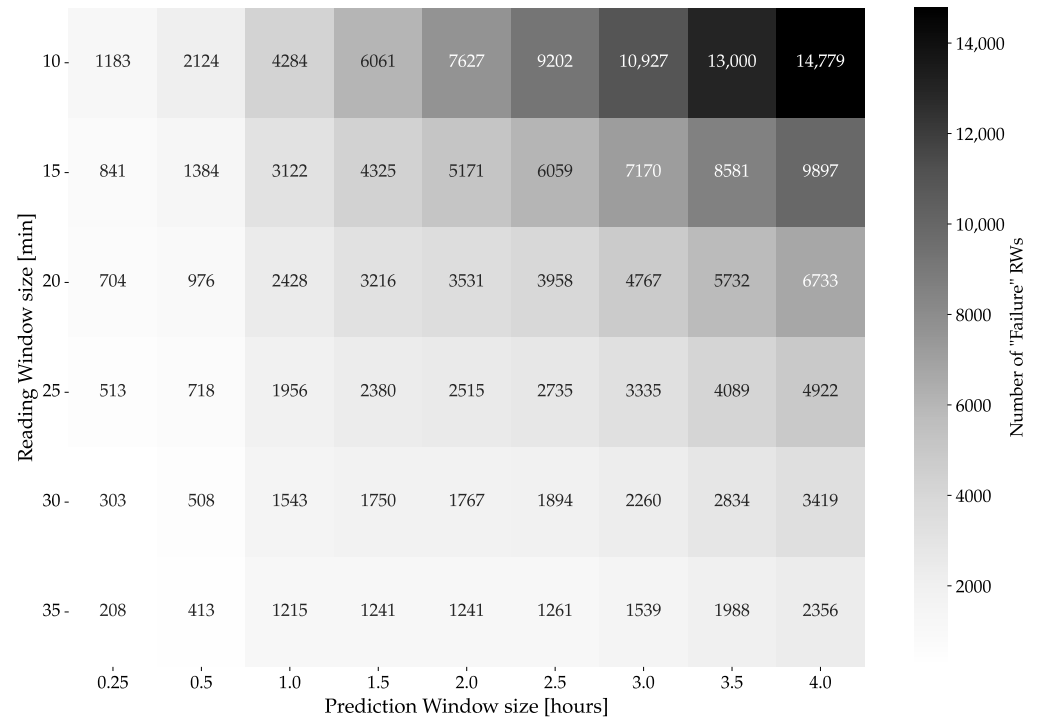 10 1183 2124 4284 6061 7627 9202 10,927 13,000 14,779
15 841 1384 3122 4325 5171 6059 7170 8581 9897
20 704 976 2428 3216 3531 3958 4767 5732 6733
25 513 718 1956 2380 2515 2735 3335 4089 4922
30 303 508 1543 1750 1767 1894 2260 2834 3419
35 208 413 1215 1241 1241 1261 1539 1988 2356
0.25 0.5 1.0 1.5 2.0 2.5 3.0 3.5 4.0
Prediction Window size [hours]
Reading Window size [min]
14,000
12,000
10,000
8000
6000
4000
2000
Number of "Failure" RWs